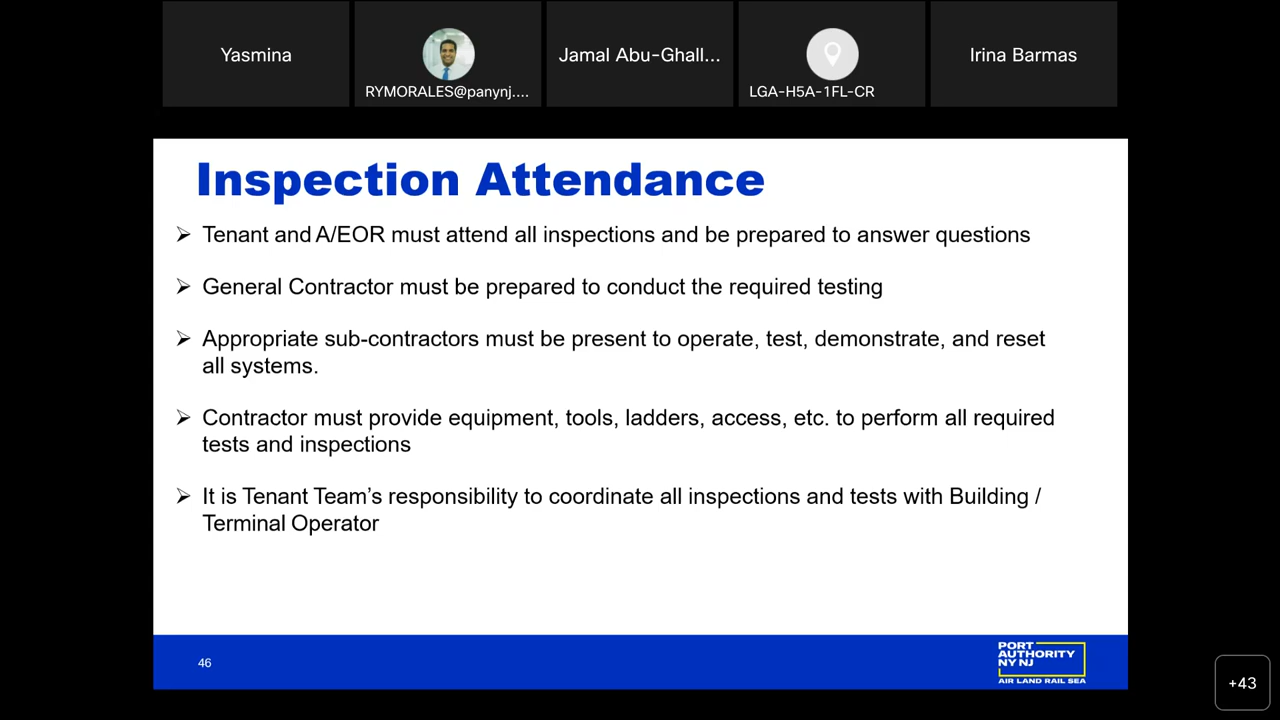 Yasmina
RYMORALES@panynj....
Jamal Abu-Ghall...
LGA-H5A-1FL-CR
Irina Barmas
Inspection Attendance
➢ Tenant and A/EOR must attend all inspections and be prepared to answer questions
➢ General Contractor must be prepared to conduct the required testing
➢ Appropriate sub-contractors must be present to operate, test, demonstrate, and reset
all systems.
➢ Contractor must provide equipment, tools, ladders, access, etc. to perform all required
tests and inspections
➢ It is Tenant Team's responsibility to coordinate all inspections and tests with Building /
Terminal Operator
46
PORT
AUTHORITY
NY NJ
AIR LAND RAIL SEA
+43